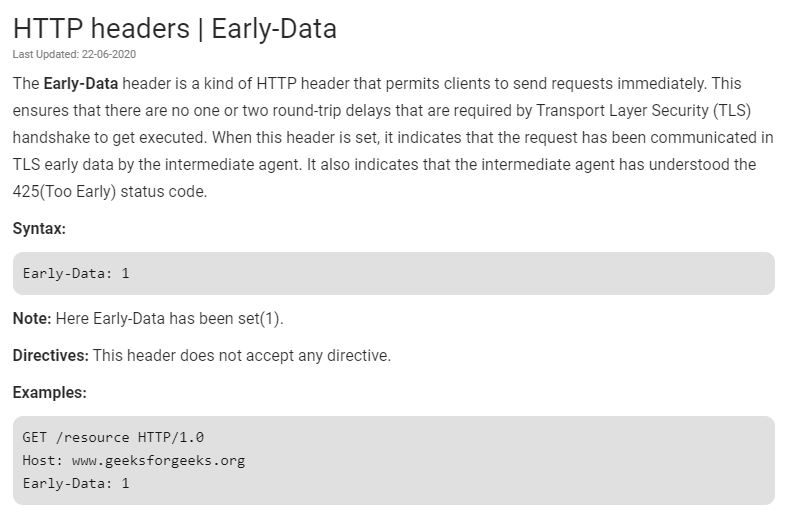 HTTP headers | Early-Data
Last Updated: 22-06-2020
The Early-Data header is a kind of HTTP header that permits clients to send requests immediately. This
ensures that there are no one or two round-trip delays that are required by Transport Layer Security (TLS)
handshake to get executed. When this header is set, it indicates that the request has been communicated in
TLS early data by the intermediate agent. It also indicates that the intermediate agent has understood the
425(Too Early) status code.
Syntax:
Early-Data: 1
Note: Here Early-Data has been set(1).
Directives: This header does not accept any directive.
Examples:
GET /resource HTTP/1.0
Host: www.geeksforgeeks.org
Early-Data: 1